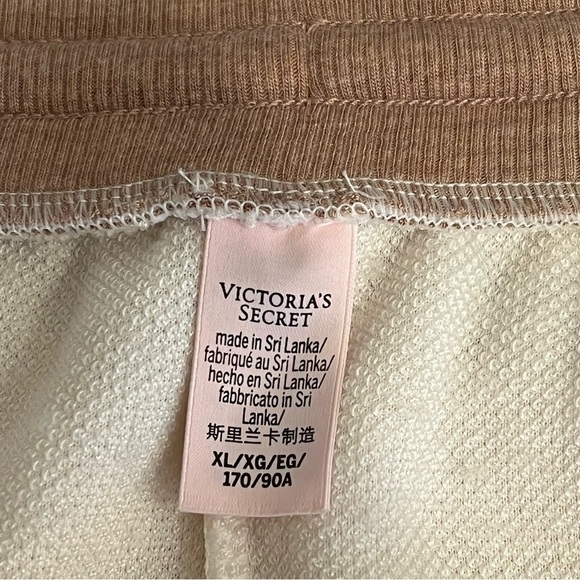 VICTORIA'S
SECRET
made in Sri Lanka/
fabriqué au Sri Lanka/
hecho en Sri Lanka/
fabbricato in Sri
Lanka/
斯里兰卡制造
XL/XG/EG/
170/90A